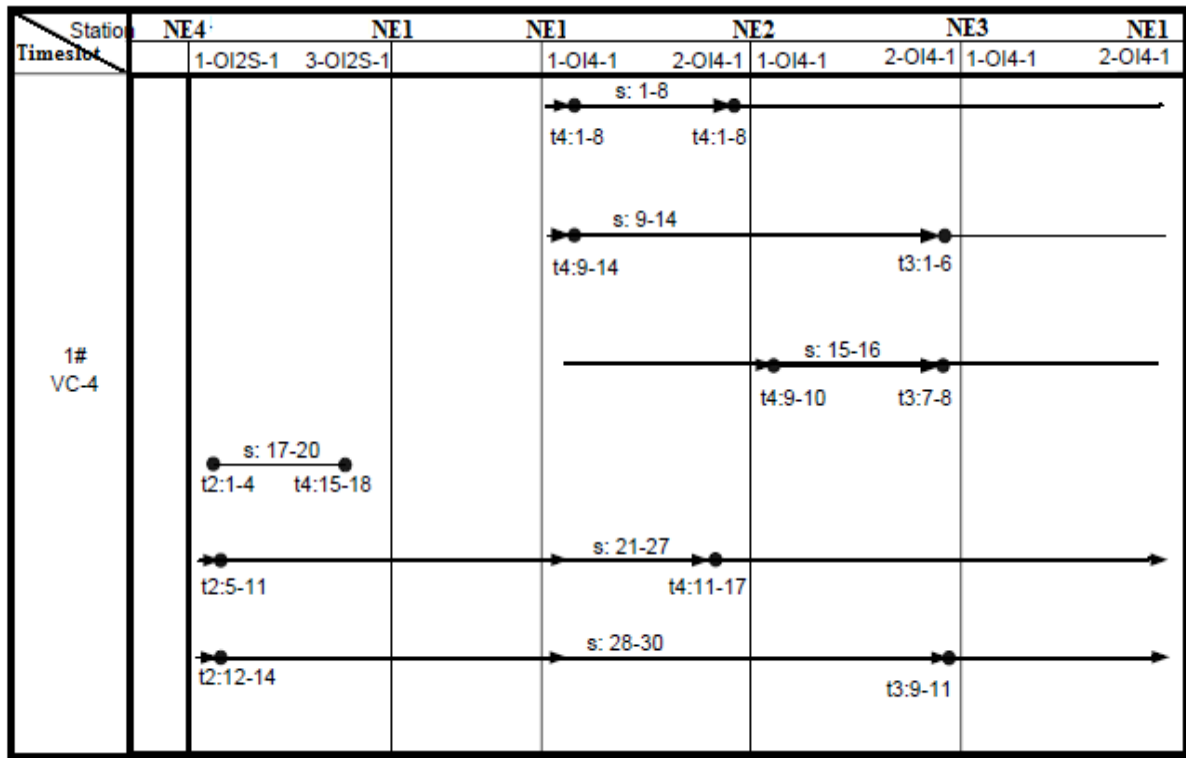 Station NE4 NE1 NE1 NE2 NE3 NE1
Timeslot 1-OI2S-1 3-OI2S-1 1-OI4-1 2-OI4-1 1-OI4-1 2-OI4-1 1-OI4-1 2-OI4-1
s: 1-8
t4:1-8 t4:1-8
s: 9-14
t4:9-14 t3:1-6
1#
VC-4
s: 15-16
t4:9-10 t3:7-8
s: 17-20
t2:1-4 t4:15-18
s: 21-27
t2:5-11 t4:11-17
s: 28-30
t2:12-14 t3:9-11